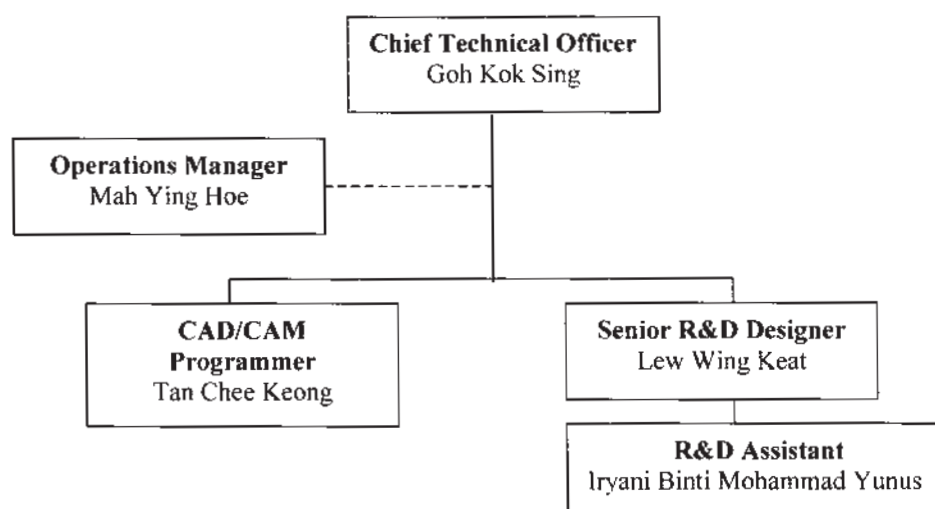 Chief Technical Officer
Goh Kok Sing
Operations Manager
Mah Ying Hoe
CAD/CAM
Programmer
Tan Chee Keong
Senior R&D Designer
Lew Wing Keat
R&D Assistant
Iryani Binti Mohammad Yunus